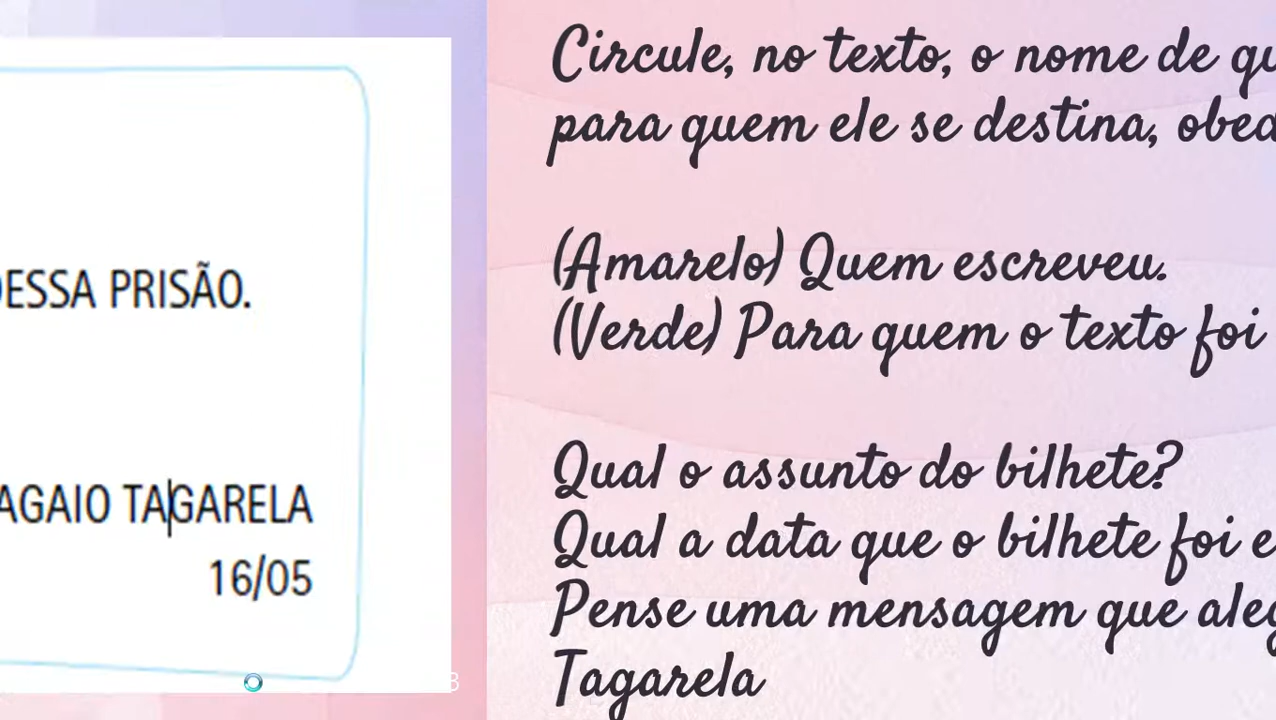 DESSA PRISÃO.
AGAIO TAGARELA
16/05
Circule, no texto, o nome de qu
para quem ele se destina, obed
(Amarelo) Quem escreveu.
(Verde) Para quem o texto foi
Qual o assunto do bilhete?
Qual a data que o bilhete foi e
Pense uma mensagem que aleg
Tagarela
3